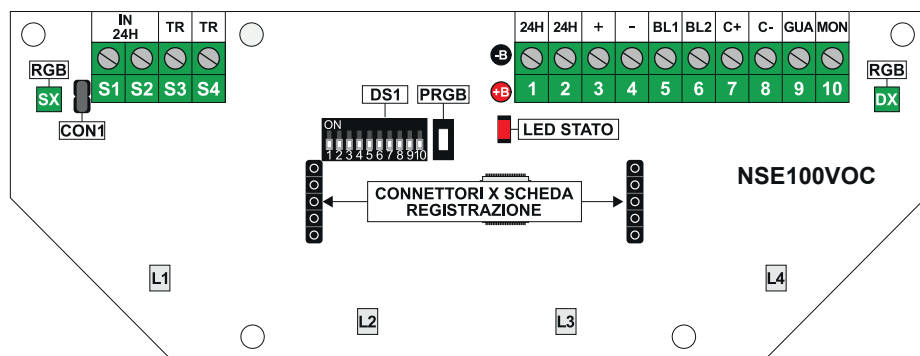 IN
24H
TR
TR
24H
24H
+
-
BL1
BL2
C+
C-
GUA
MON
RGB
SX
S1
S2
S3
S4
-B
+B
1
2
3
4
5
6
7
8
9
10
RGB
DX
CON1
DS1
PRGB
ON
1 2 3 4 5 6 7 8 9 10
LED STATO
NSE100VOC
CONNETTORI X SCHEDA
REGISTRAZIONE
L1
L2
L3
L4